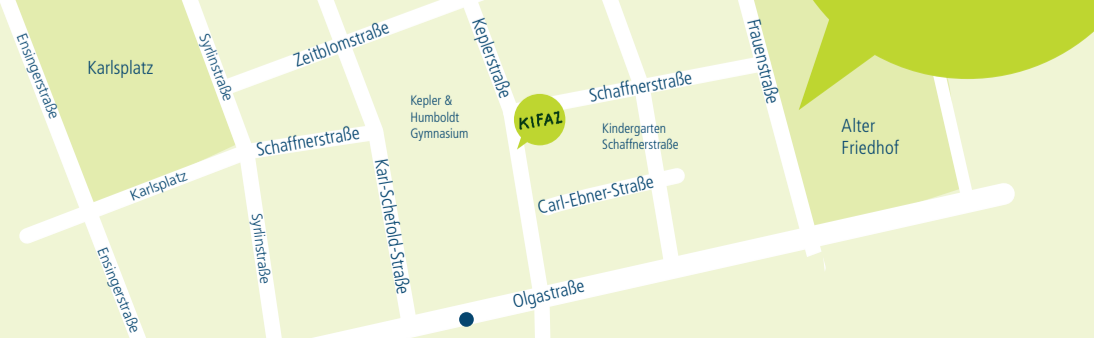 Ensingerstraße
Karlsplatz
Syrlinstraße
Zeitblomstraße
Keplerstraße
Frauenstraße
Schaffnerstraße
Kepler &
Humboldt
Gymnasium
KIFAZ
Kindergarten
Schaffnerstraße
Alter
Friedhof
Schaffnerstraße
Karlsplatz
Karl-Schefold-Straße
Carl-Ebner-Straße
Syrlinstraße
Ensingerstraße
Olgastraße